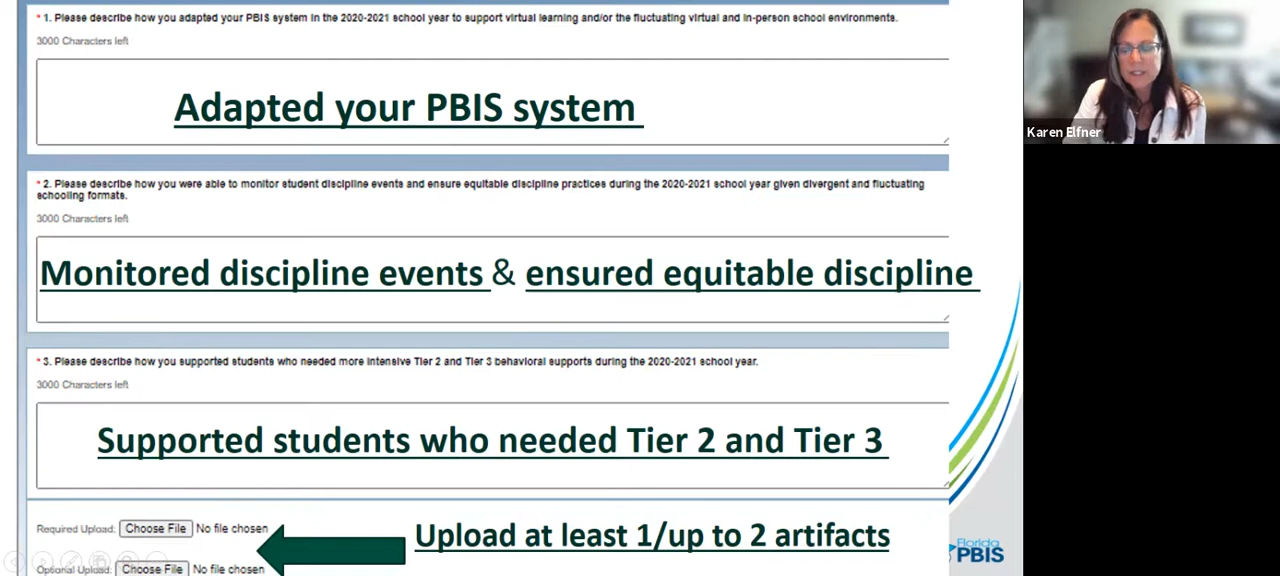 * 1. Please describe how you adapted your PBIS system in the 2020-2021 school year to support virtual learning and/or the fluctuating virtual and in-person school environments.
3000 Characters left
Adapted your PBIS system
Karen Elfner
* 2. Please describe how you were able to monitor student discipline events and ensure equitable discipline practices during the 2020-2021 school year given divergent and fluctuating
schooling formats.
3000 Characters left
Monitored discipline events & ensured equitable discipline
* 3. Please describe how you supported students who needed more intensive Tier 2 and Tier 3 behavioral supports during the 2020-2021 school year.
3000 Characters left
Supported students who needed Tier 2 and Tier 3
Required Upload: Choose File No file chosen
Upload at least 1/up to 2 artifacts
Optional Upload: Choose File No file chosen
Florida
PBIS